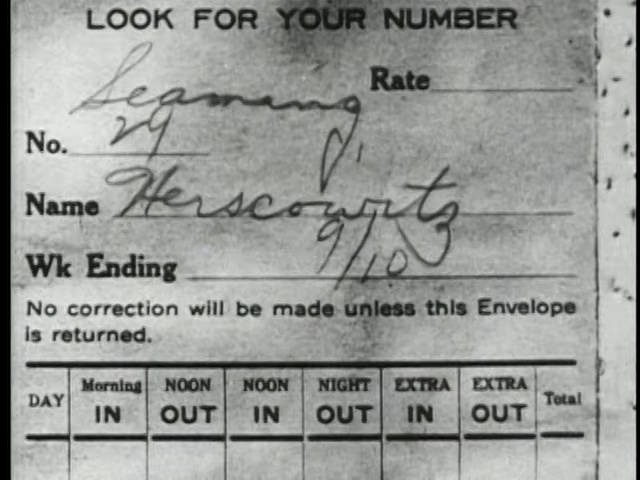 LOOK FOR YOUR NUMBER
Seaming
Rate
No. 29
Name Herscowitz
Wk Ending 9/10
No correction will be made unless this Envelope
is returned.
DAY Morning IN NOON OUT NOON IN NIGHT OUT EXTRA IN EXTRA OUT Total